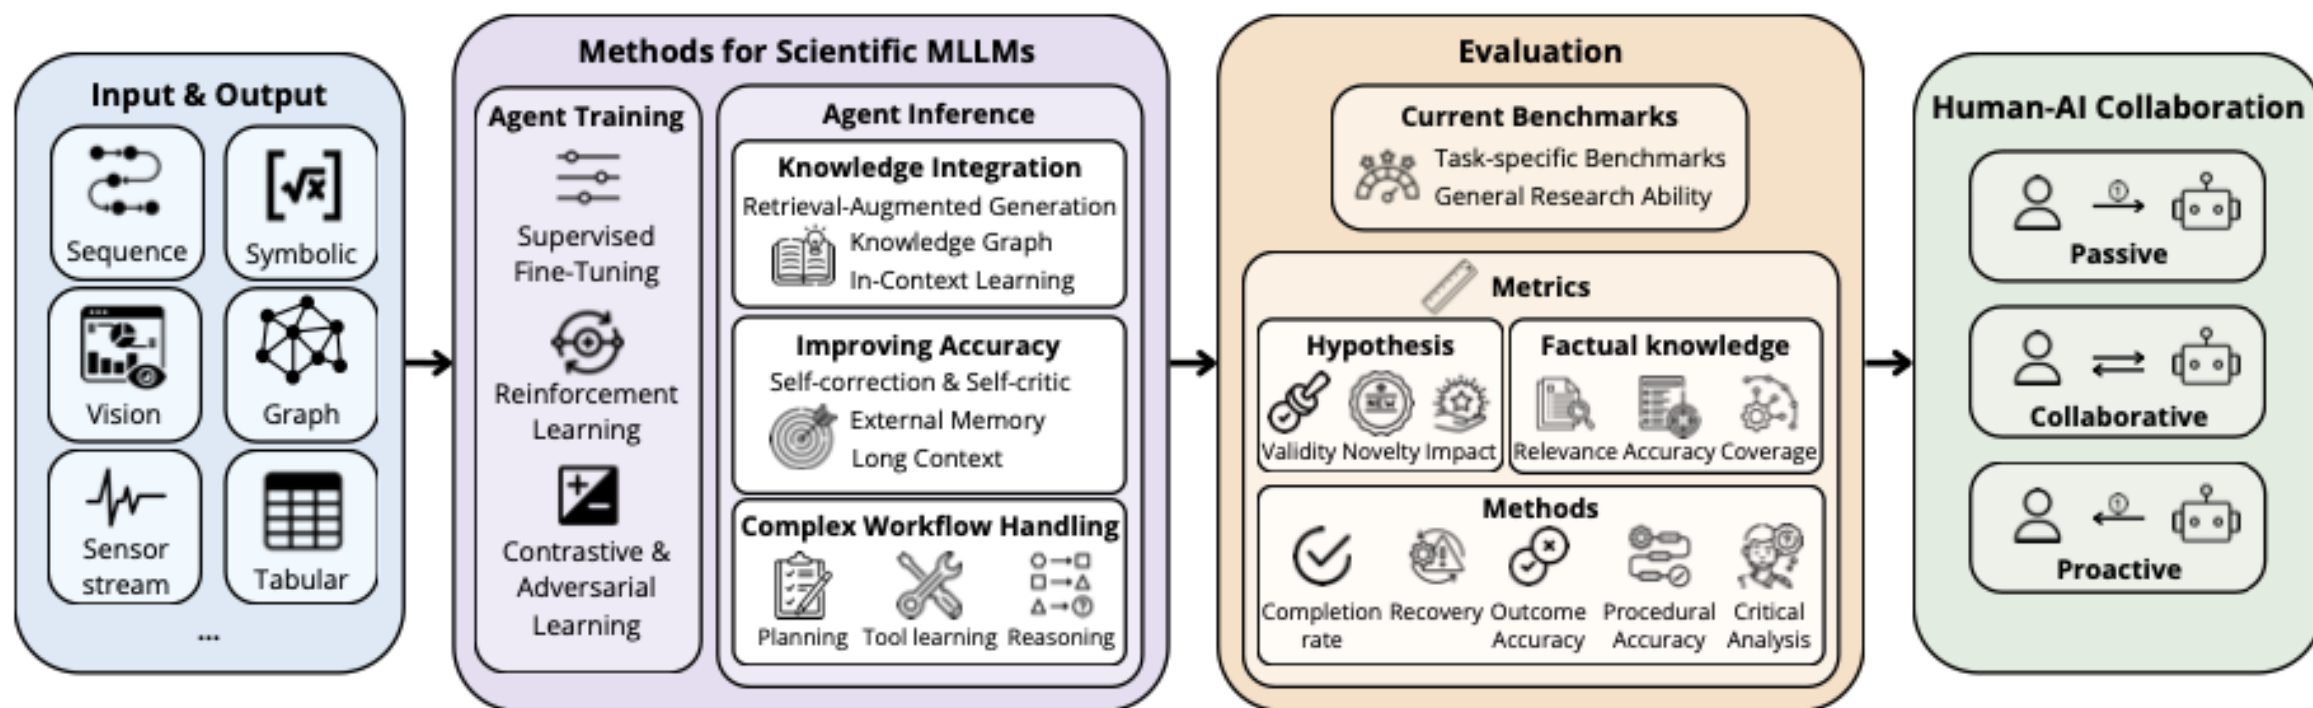 Input & Output
Sequence
Symbolic
Vision
Graph
Sensor
stream
Tabular
...
Methods for Scientific MLLMs
Agent Training
Supervised
Fine-Tuning
Reinforcement
Learning
Contrastive &
Adversarial
Learning
Agent Inference
Knowledge Integration
Retrieval-Augmented Generation
Knowledge Graph
In-Context Learning
Improving Accuracy
Self-correction & Self-critic
External Memory
Long Context
Complex Workflow Handling
Planning
Tool learning
Reasoning
Evaluation
Current Benchmarks
Task-specific Benchmarks
General Research Ability
Metrics
Hypothesis
NEW
Validity
Novelty
Impact
Factual knowledge
Relevance
Accuracy
Coverage
Methods
Completion
rate
Recovery
Outcome
Accuracy
Procedural
Accuracy
Critical
Analysis
Human-AI Collaboration
1
Passive
Collaborative
1
Proactive